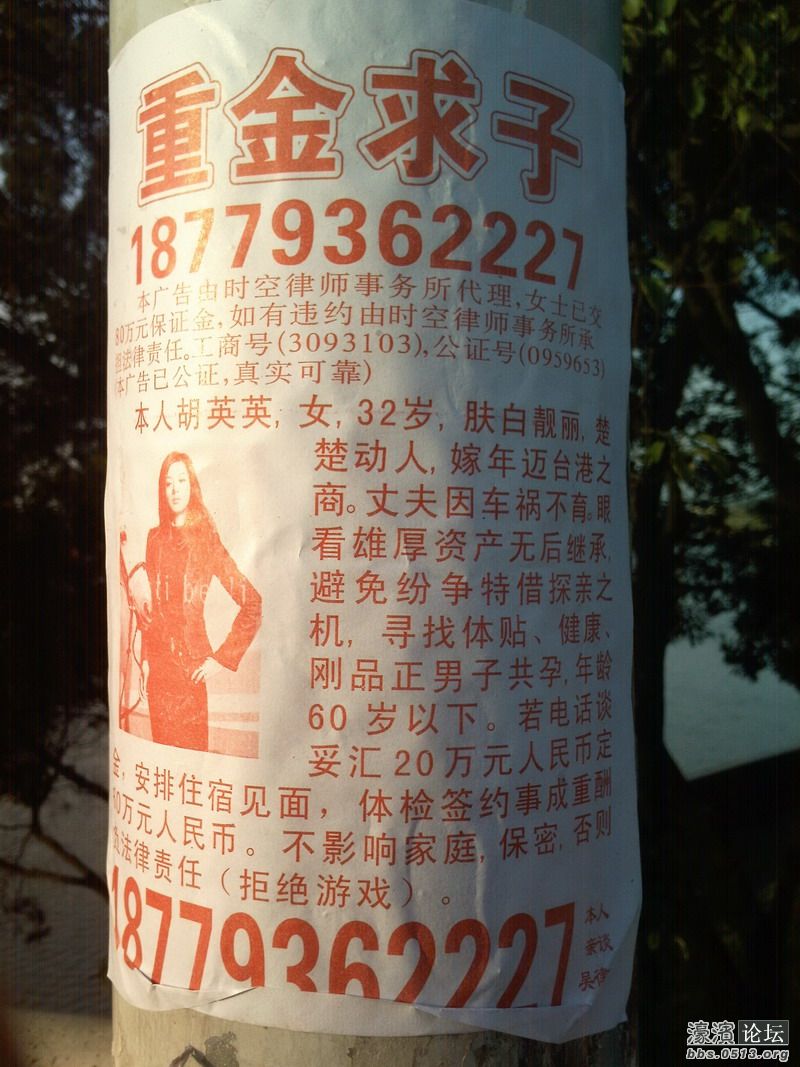 重金求子
18779362227
本广告由时空律师事务所代理,女士已交
80万元保证金,如有违约由时空律师事务所承
担法律责任。工商号(3093103),公证号(0959653)
(本广告已公证,真实可靠)
本人胡英英,女,32岁,肤白靓丽,楚
楚动人,嫁年迈台港之
商。丈夫因车祸不育。眼
看雄厚资产无后继承,
避免纷争特借探亲之
机,寻找体贴、健康、
刚品正男子共孕,年龄
60岁以下。若电话谈
妥汇20万元人民币定
金,安排住宿见面,体检签约事成重酬
80万元人民币。不影响家庭,保密,否则
法律责任(拒绝游戏)。
18779362227
本人
亲谈
吴律
濠滨论坛
bbs.0513.org